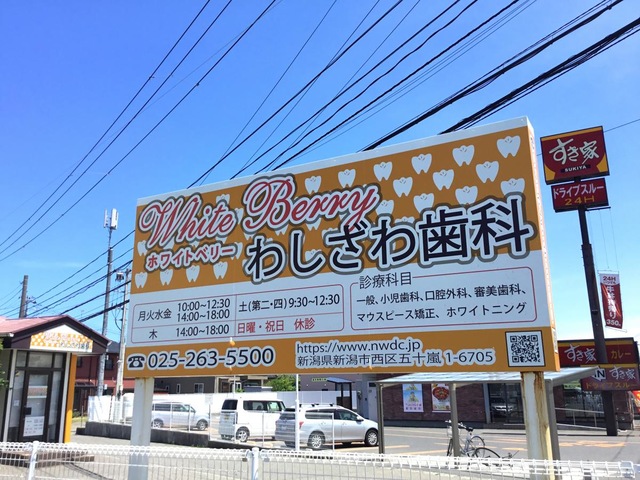 White Berry
ホワイトベリー
わしざわ歯科
月火水金 10:00〜12:30 14:00〜18:00
木 14:00〜18:00
土(第二・四) 9:30〜12:30
日曜・祝日 休診
診療科目
一般、小児歯科、口腔外科、審美歯科、
マウスピース矯正、ホワイトニング
☎025-263-5500
https://www.nwdc.jp/
新潟県新潟市西区五十嵐1-6705
すき家
SUKIYA
ドライブスルー
24H
すき家
カレー
すき家